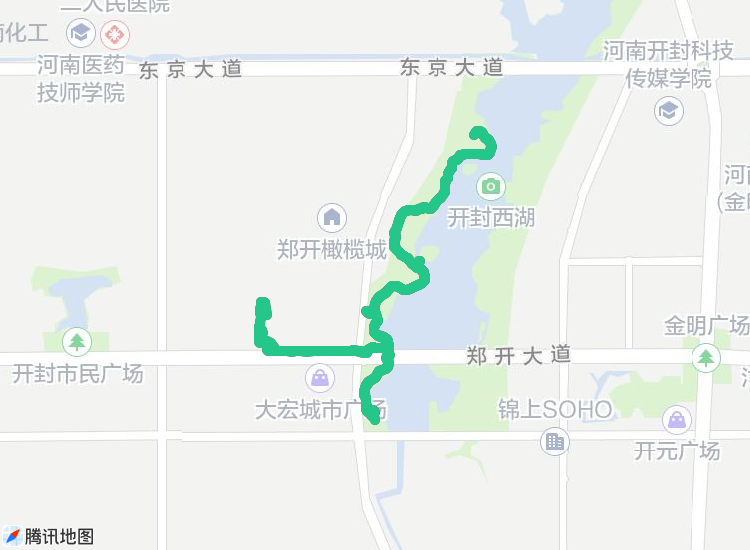 二人民医院
化工
河南医药
技师学院
东京大道
东京大道
河南开封科技
传媒学院
河南
(金明
开封西湖
郑开橄榄城
金明广场
郑开大道
开封市民广场
大宏城市广场
锦上SOHO
开元广场
腾讯地图